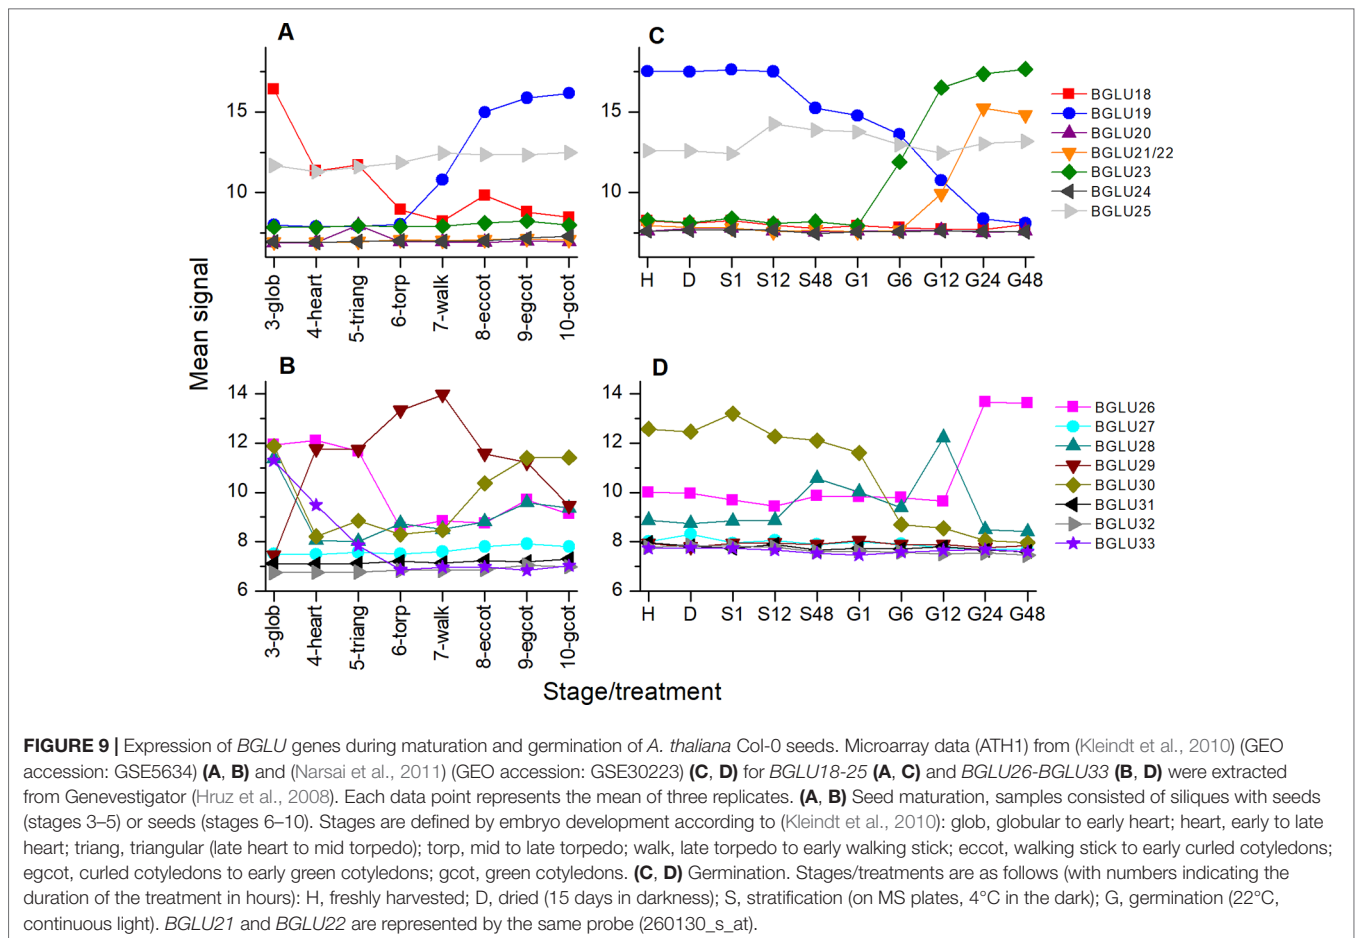 A
C
15
10
15
10
3-glob
4-heart
5-triang
6-torp
7-walk
8-eccot
9-egcot
10-gcot
H D S1 S12 S48 G1 G6 G12 G24 G48
BGLU18
BGLU19
BGLU20
BGLU21/22
BGLU23
BGLU24
BGLU25
Mean signal
B
D
14
12
10
8
6
14
12
10
8
6
3-glob
4-heart
5-triang
6-torp
7-walk
8-eccot
9-egcot
10-gcot
H D S1 S12 S48 G1 G6 G12 G24 G48
BGLU26
BGLU27
BGLU28
BGLU29
BGLU30
BGLU31
BGLU32
BGLU33
Stage/treatment
FIGURE 9 | Expression of BGLU genes during maturation and germination of A. thaliana Col-0 seeds. Microarray data (ATH1) from (Kleindt et al., 2010) (GEO
accession: GSE5634) (A, B) and (Narsai et al., 2011) (GEO accession: GSE30223) (C, D) for BGLU18-25 (A, C) and BGLU26-BGLU33 (B, D) were extracted
from Genevestigator (Hruz et al., 2008). Each data point represents the mean of three replicates. (A, B) Seed maturation, samples consisted of siliques with seeds
(stages 3–5) or seeds (stages 6–10). Stages are defined by embryo development according to (Kleindt et al., 2010): glob, globular to early heart; heart, early to late
heart; triang, triangular (late heart to mid torpedo); torp, mid to late torpedo; walk, late torpedo to early walking stick; eccot, walking stick to early curled cotyledons;
egcot, curled cotyledons to early green cotyledons; gcot, green cotyledons. (C, D) Germination. Stages/treatments are as follows (with numbers indicating the
duration of the treatment in hours): H, freshly harvested; D, dried (15 days in darkness); S, stratification (on MS plates, 4°C in the dark); G, germination (22°C,
continuous light). BGLU21 and BGLU22 are represented by the same probe (260130_s_at).